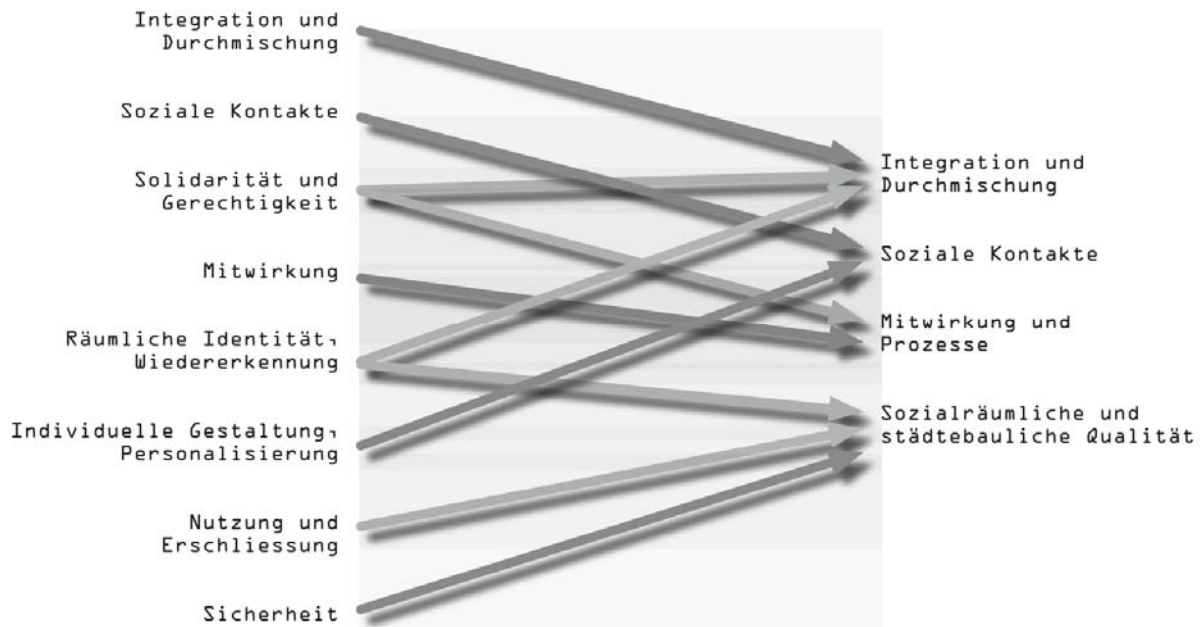 Integration und
Durchmischung
Soziale Kontakte
Solidarität und
Gerechtigkeit
Mitwirkung
Räumliche Identität,
Wiedererkennung
Individuelle Gestaltung,
Personalisierung
Nutzung und
Erschliessung
Sicherheit
Integration und
Durchmischung
Soziale Kontakte
Mitwirkung und
Prozesse
Sozialräumliche und
städtebauliche Qualität